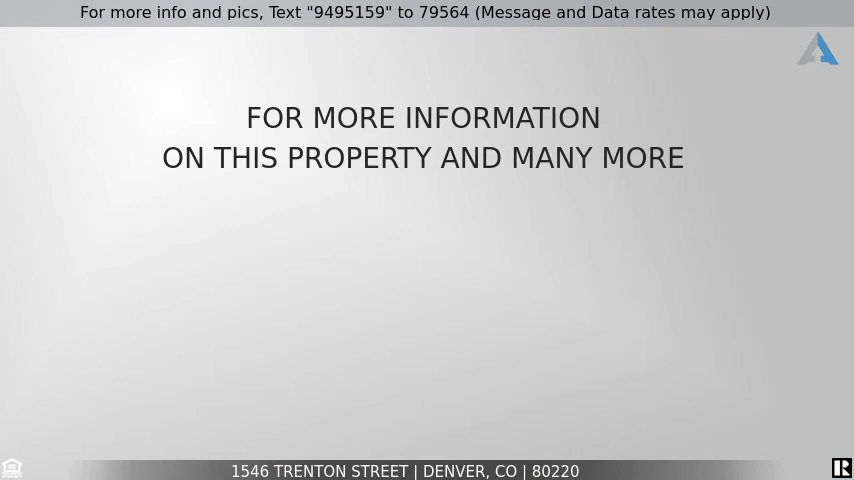 For more info and pics, Text "9495159" to 79564 (Message and Data rates may apply)
FOR MORE INFORMATION
ON THIS PROPERTY AND MANY MORE
1546 TRENTON STREET | DENVER, CO | 80220